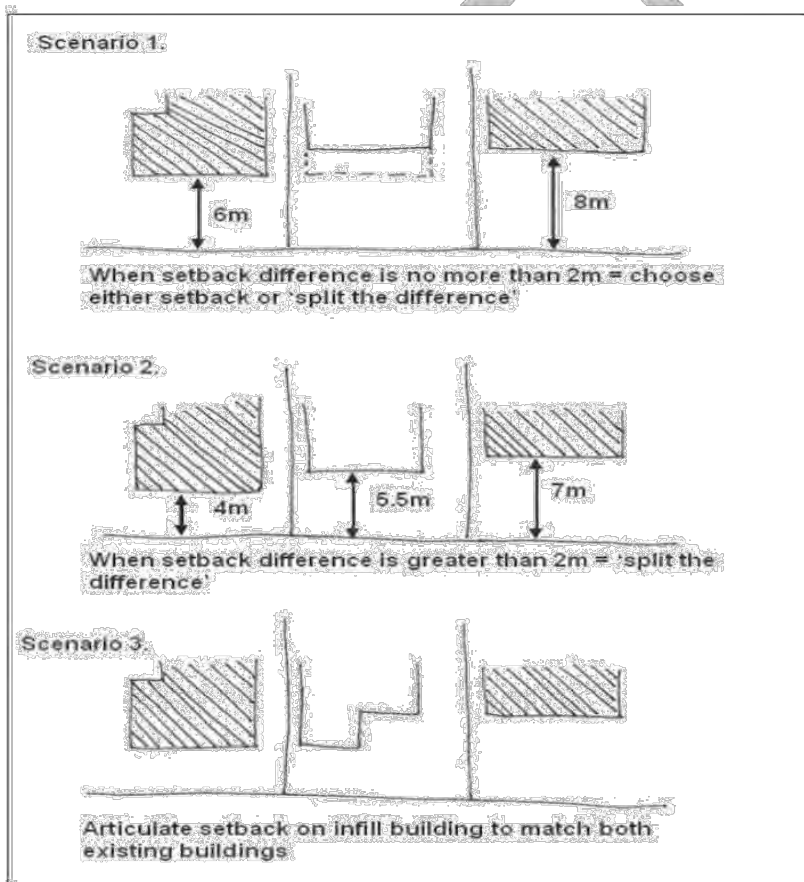 Scenario 1.
6m
8m
When setback difference is no more than 2m = choose
either setback or 'split the difference'
Scenario 2.
4m
5.5m
7m
When setback difference is greater than 2m = 'split the
difference'
Scenario 3.
Articulate setback on infill building to match both
existing buildings